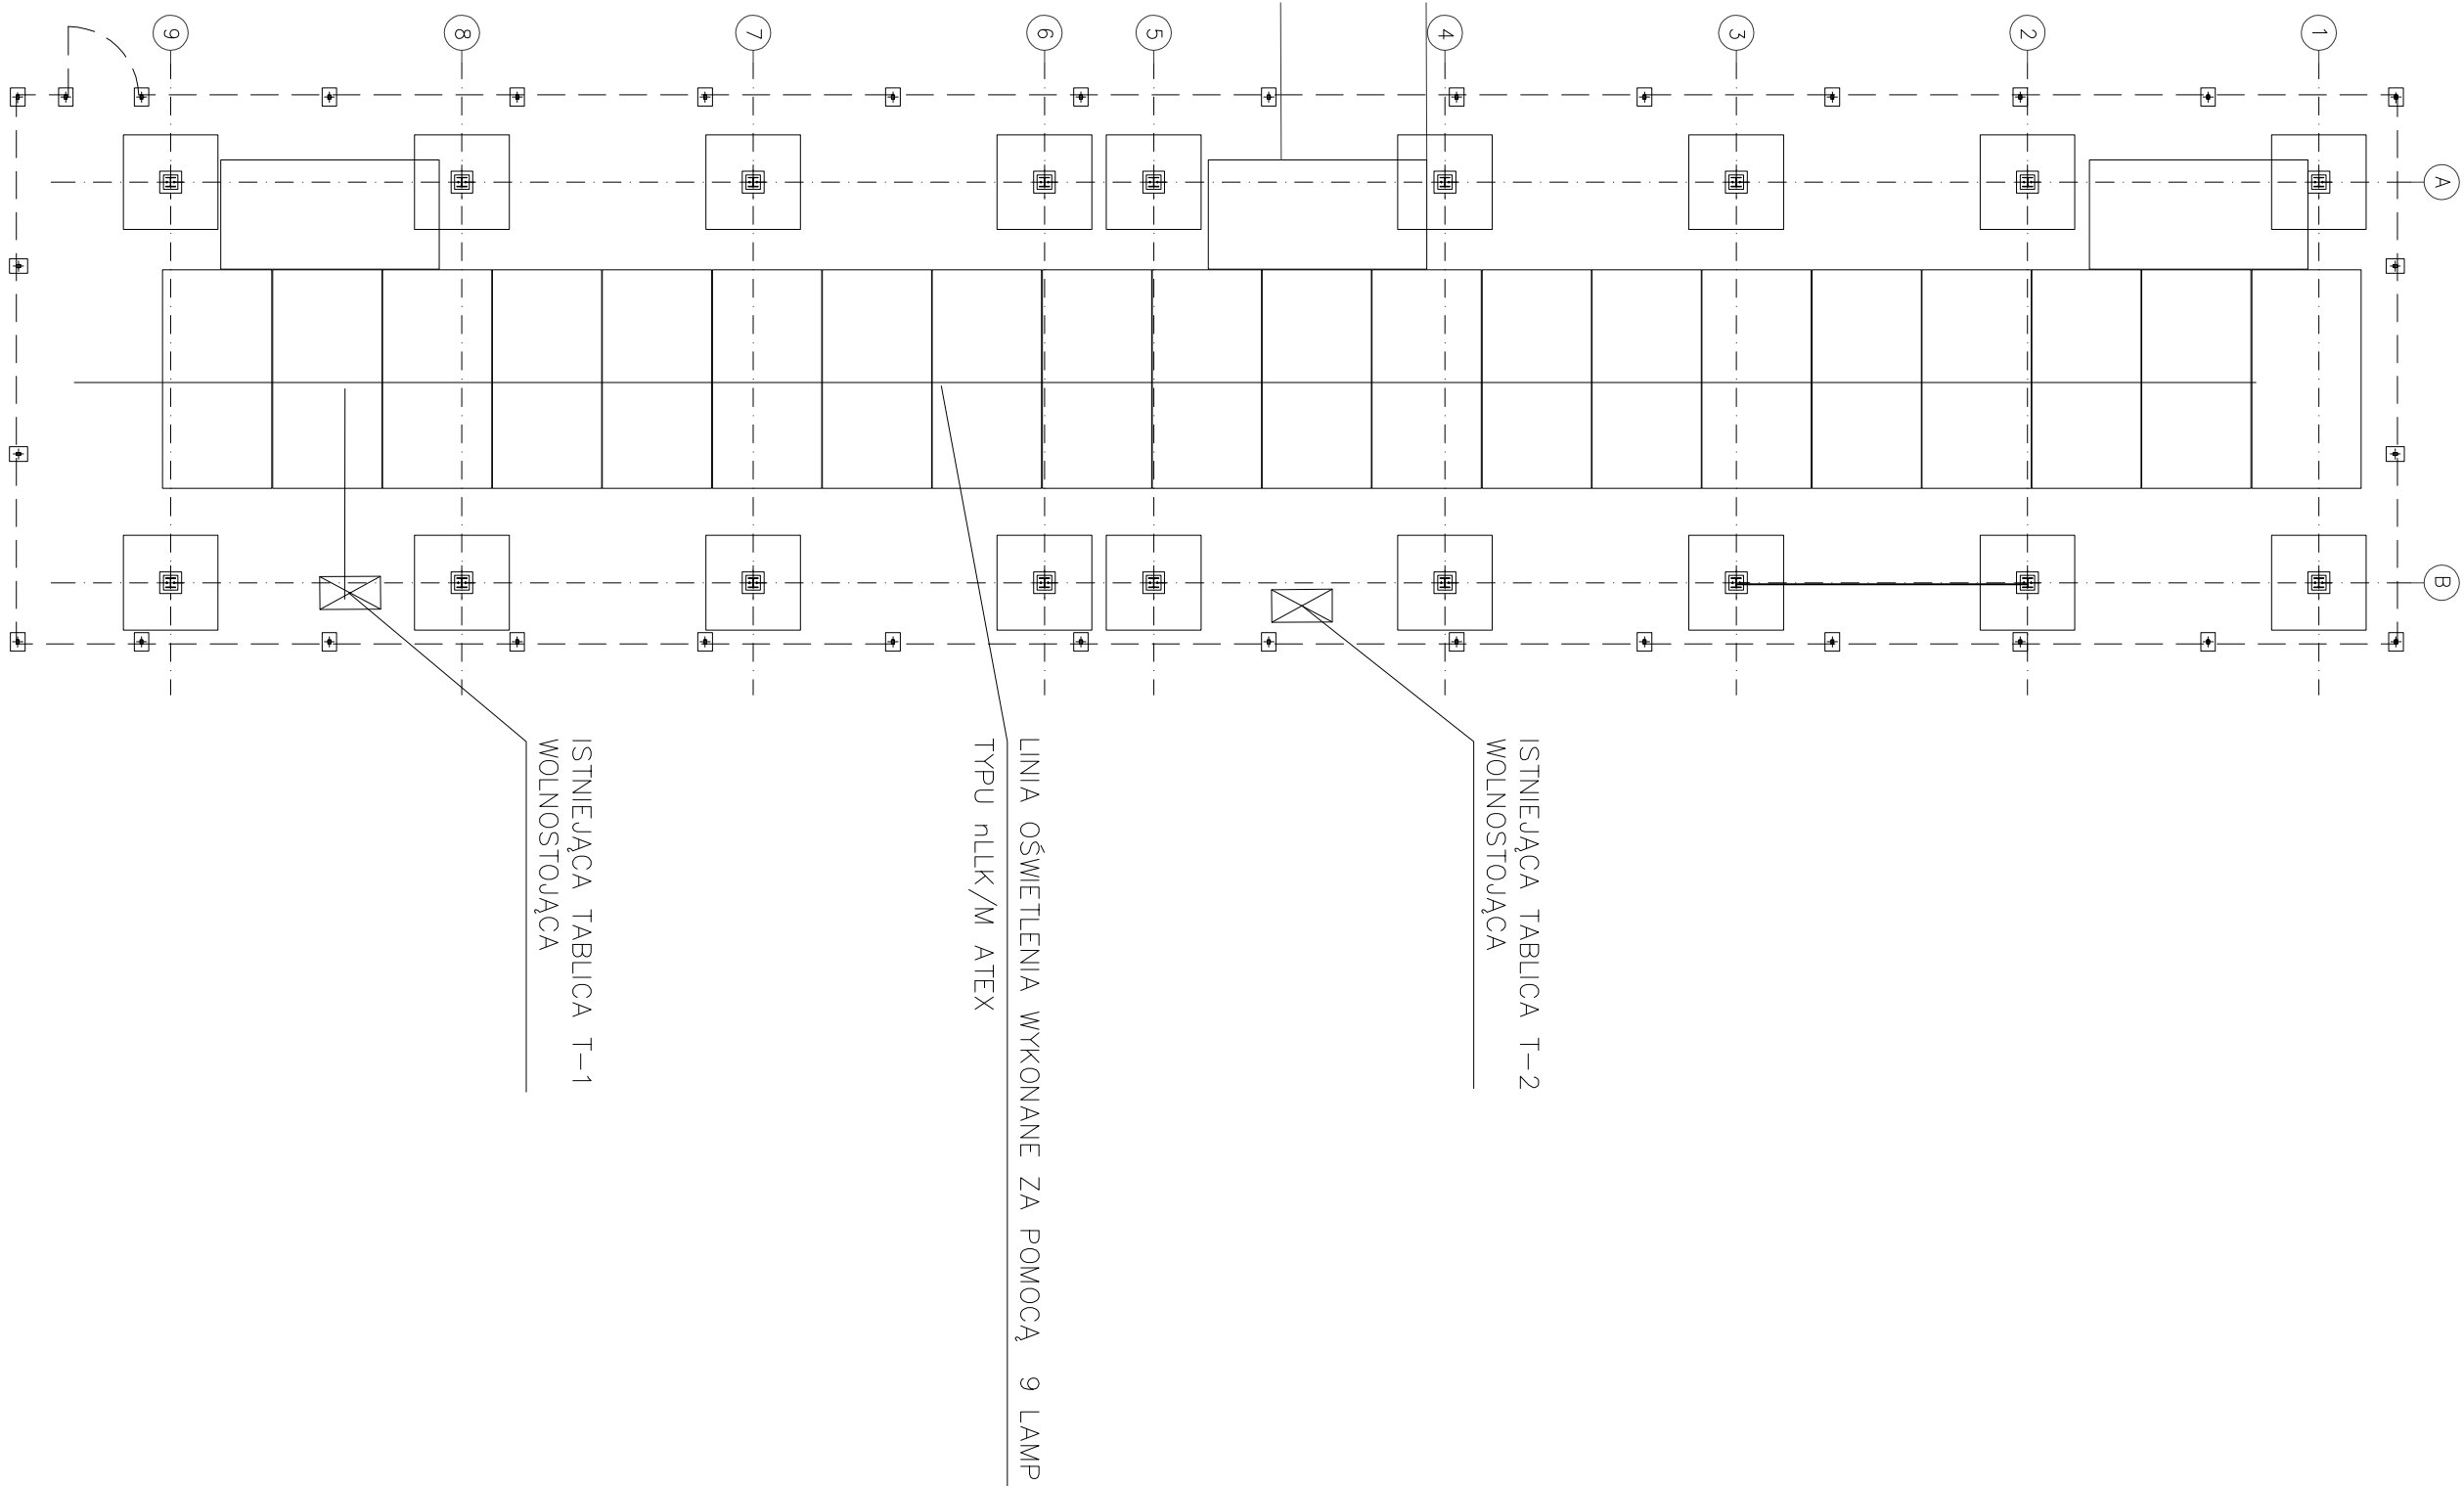 9
8
7
6
5
4
3
2
1
A
B
ISTNIEJĄCA TABLICA T-1
WOLNOSTOJĄCA
LINIA OŚWIETLENIA WYKONANE ZA POMOCĄ 9 LAMP
TYPU nLLK/M ATEX
ISTNIEJĄCA TABLICA T-2
WOLNOSTOJĄCA